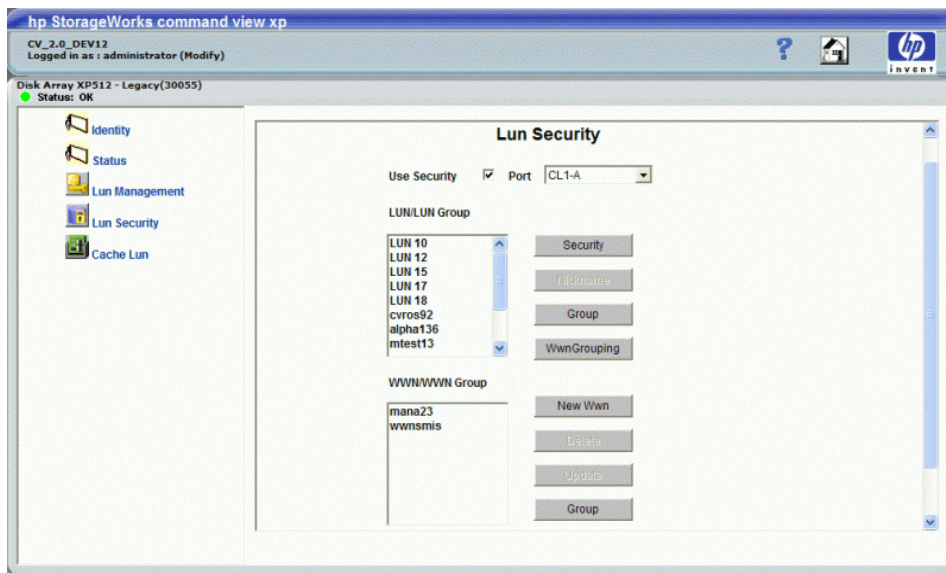 hp StorageWorks command view xp
CV_2.0_DEV12
Logged in as : administrator (Modify)
?
hp
invent
Disk Array XP512 - Legacy(30055)
Status: OK
Identity
Status
Lun Management
Lun Security
Cache Lun
Lun Security
Use Security Port CL1-A
LUN/LUN Group
LUN 10
LUN 12
LUN 15
LUN 17
LUN 18
cvros92
alpha136
mtest13
Security
Nickname
Group
WwnGrouping
WWN/WWN Group
mana23
wwnsmis
New Wwn
Delete
Update
Group